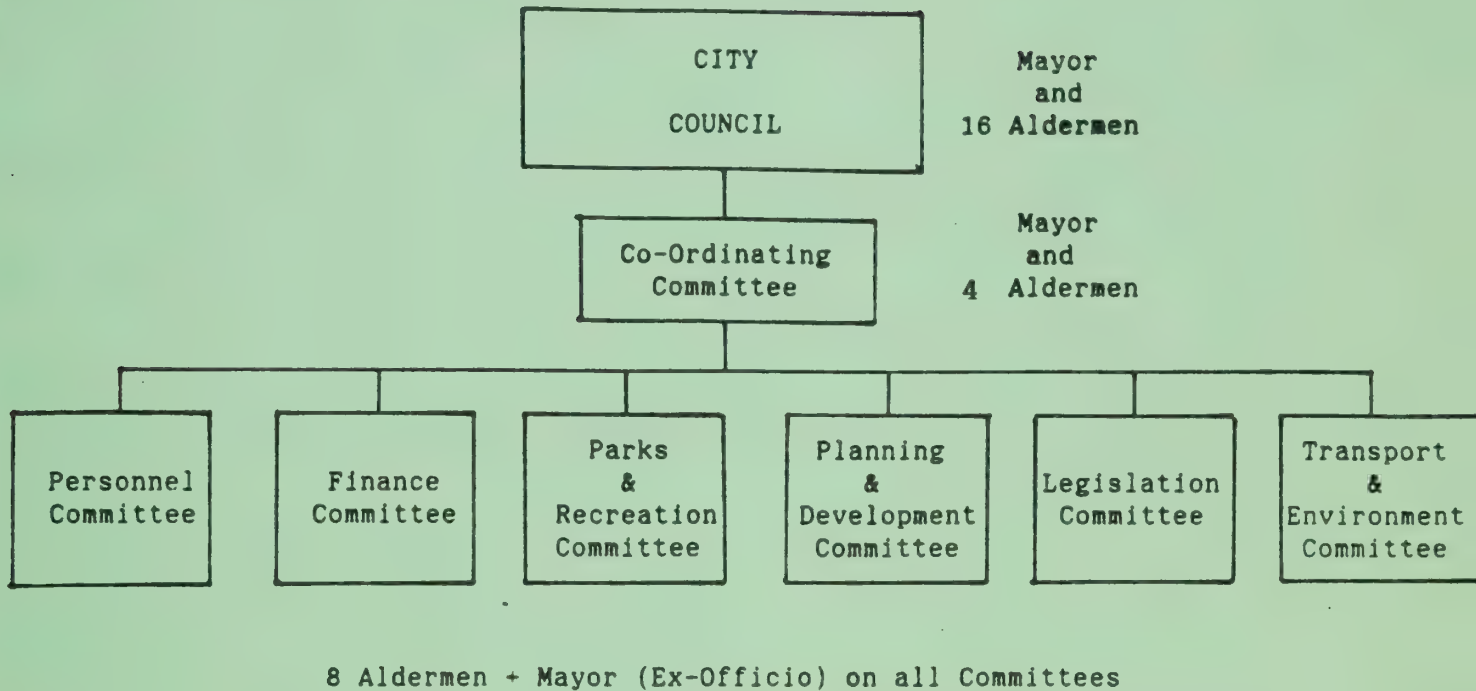 CITY
COUNCIL
Mayor
and
16 Aldermen
Co-Ordinating
Committee
Mayor
and
4 Aldermen
Personnel
Committee
Finance
Committee
Parks
&
Recreation
Committee
Planning
&
Development
Committee
Legislation
Committee
Transport
&
Environment
Committee
8 Aldermen + Mayor (Ex-Officio) on all Committees